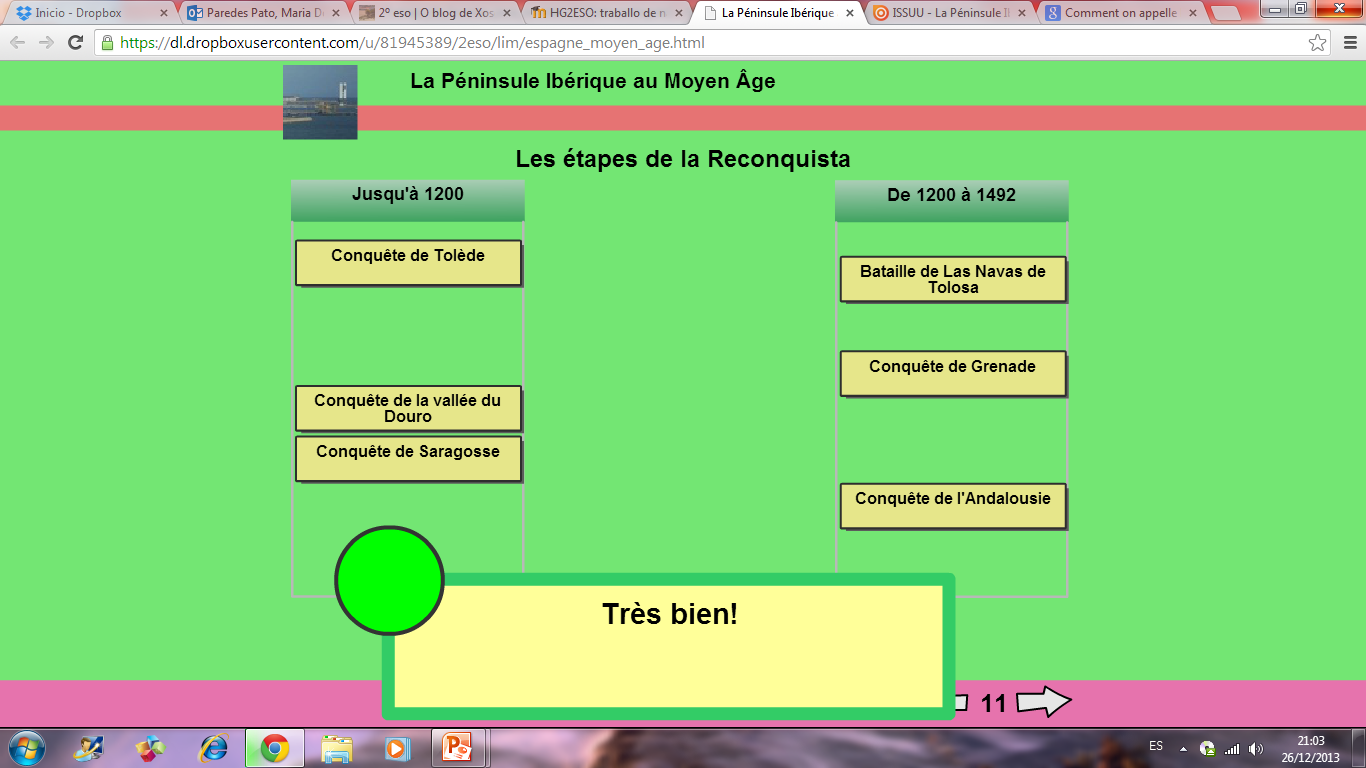 Inicio - Dropbox
Paredes Pato, Maria D
2º eso | O blog de Xos
HG2ESO: traballo de n
La Péninsule Ibérique
ISSUU - La Péninsule I
Comment on appelle
https://dl.dropboxusercontent.com/u/81945389/2eso/lim/espagne_moyen_age.html
La Péninsule Ibérique au Moyen Âge
Les étapes de la Reconquista
Jusqu'à 1200
De 1200 à 1492
Conquête de Tolède
Conquête de la vallée du
Douro
Conquête de Saragosse
Bataille de Las Navas de
Tolosa
Conquête de Grenade
Conquête de l'Andalousie
Très bien!
11
ES
21:03
26/12/2013